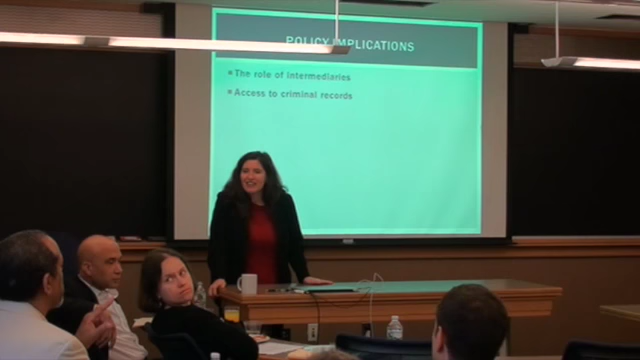 POLICY IMPLICATIONS
The role of intermediaries
Access to criminal records